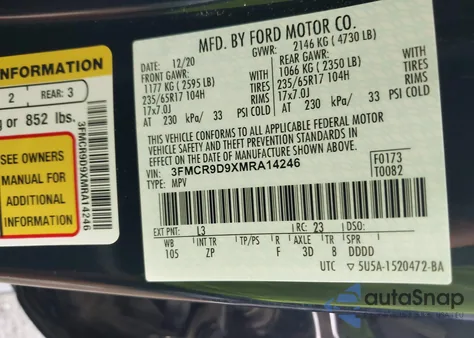 INFORMATION
2 REAR: 3
or 852 lbs.
SEE OWNERS
MANUAL FOR
ADDITIONAL
INFORMATION
3FMCR9D9XMRA14246
MFD. BY FORD MOTOR CO.
12/20 GVWR: 2146 KG (4730 LB)
FRONT GAWR: REAR GAWR:
1177 KG (2595 LB) 1066 KG (2350 LB)
235/65R17 104H TIRES 235/65R17 104H TIRES
17x7.0J RIMS 17x7.0J RIMS
AT 230 kPa/ 33 PSI COLD AT 230 kPa/ 33 PSI COLD
THIS VEHICLE CONFORMS TO ALL APPLICABLE FEDERAL MOTOR
VEHICLE SAFETY AND THEFT PREVENTION STANDARDS IN
EFFECT ON THE DATE OF MANUFACTURE SHOWN ABOVE.
VIN: 3FMCR9D9XMRA14246 F0173
TYPE: MPV T0082
EXT PNT: L3 RC: 23 DSO:
WB INT TR TP/PS R AXLE TR SPR
105 ZP F 3D 8 DDDD
UTC 5U5A-1520472-BA
autoSnap